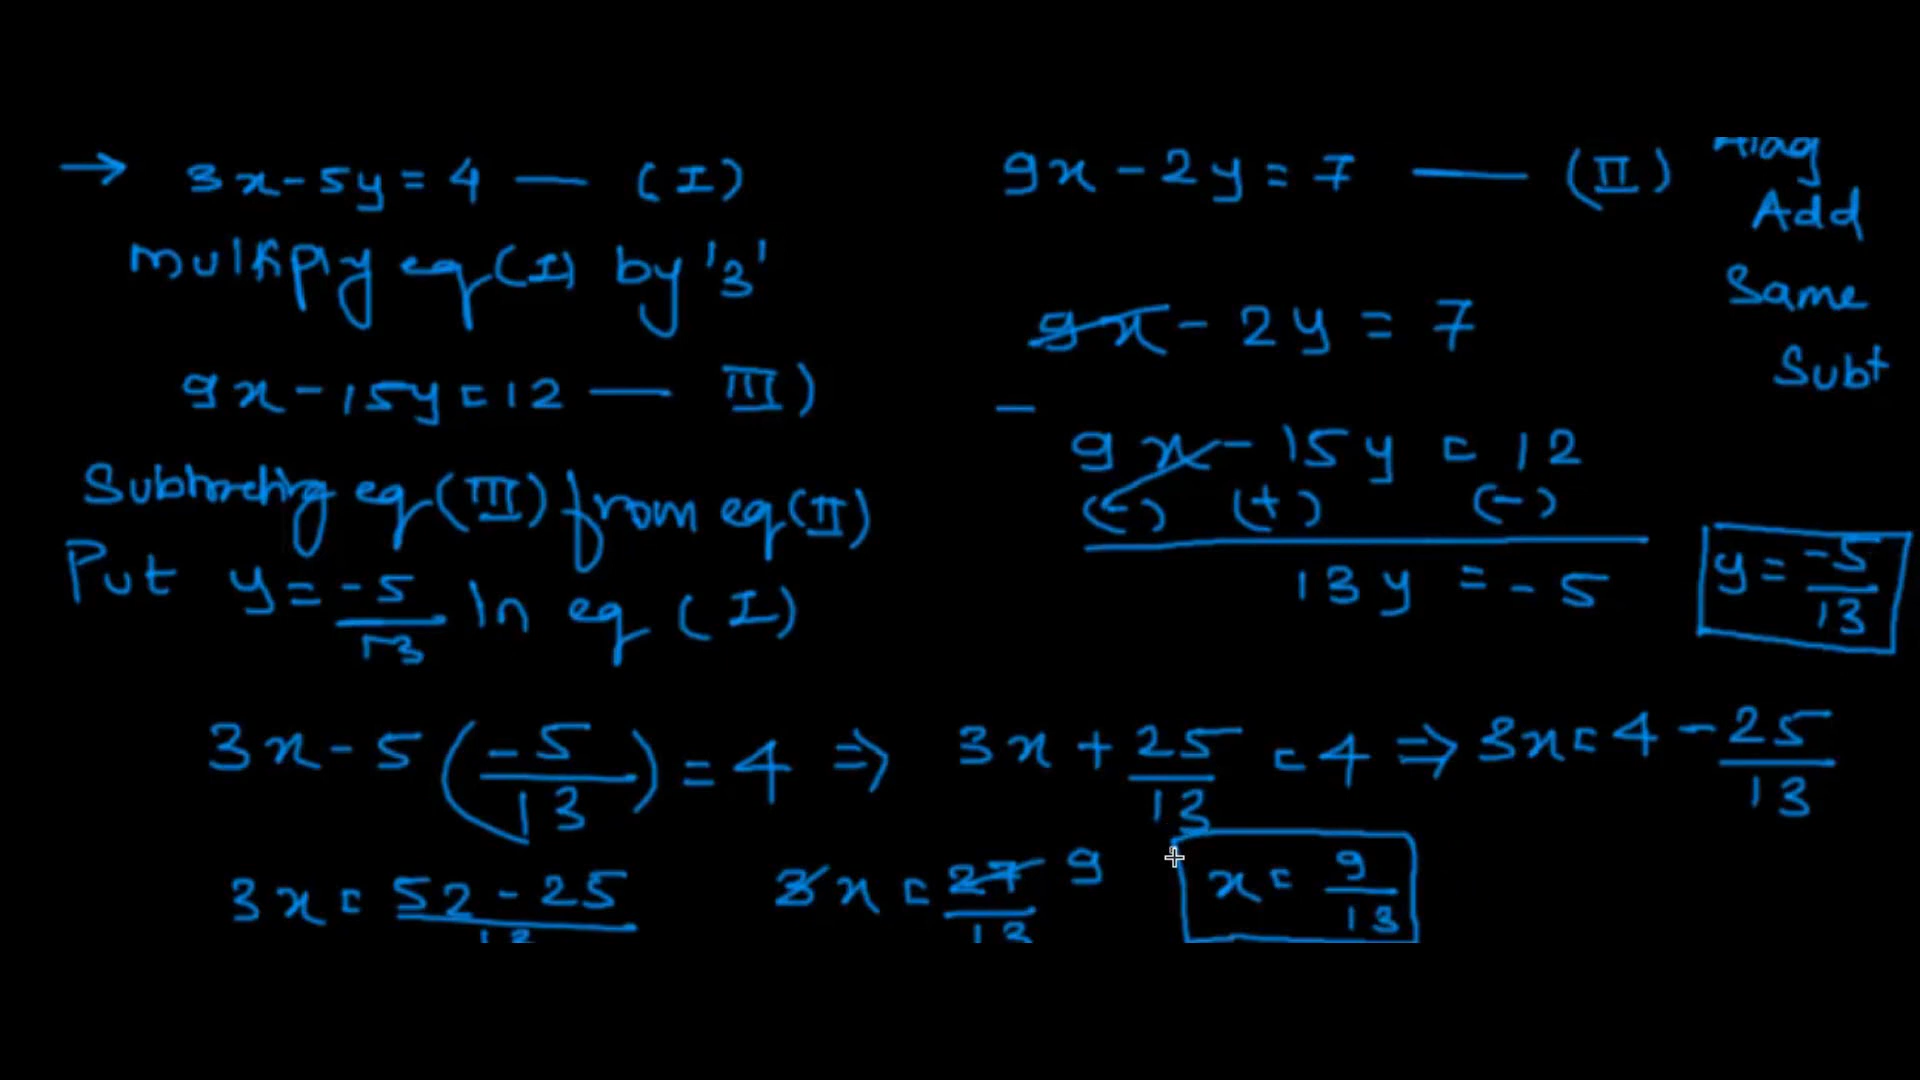 → 3x-5y=4 — (I)
9x-2y=7 — (II)
Alag
Add
Same
Subt
multiply eq(I) by '3'
9x-2y=7
9x-15y=12 — III)
- 9x-15y=12
(-) (+) (-)
Subtracting eq(III) from eq(II)
13y=-5
y=-5/13
Put y=-5/13 In eq (I)
3x-5(-5/13)=4 ⇒ 3x+25/13=4 ⇒ 3x=4-25/13
3x=52-25/13
3x=27/13 9
x=9/13